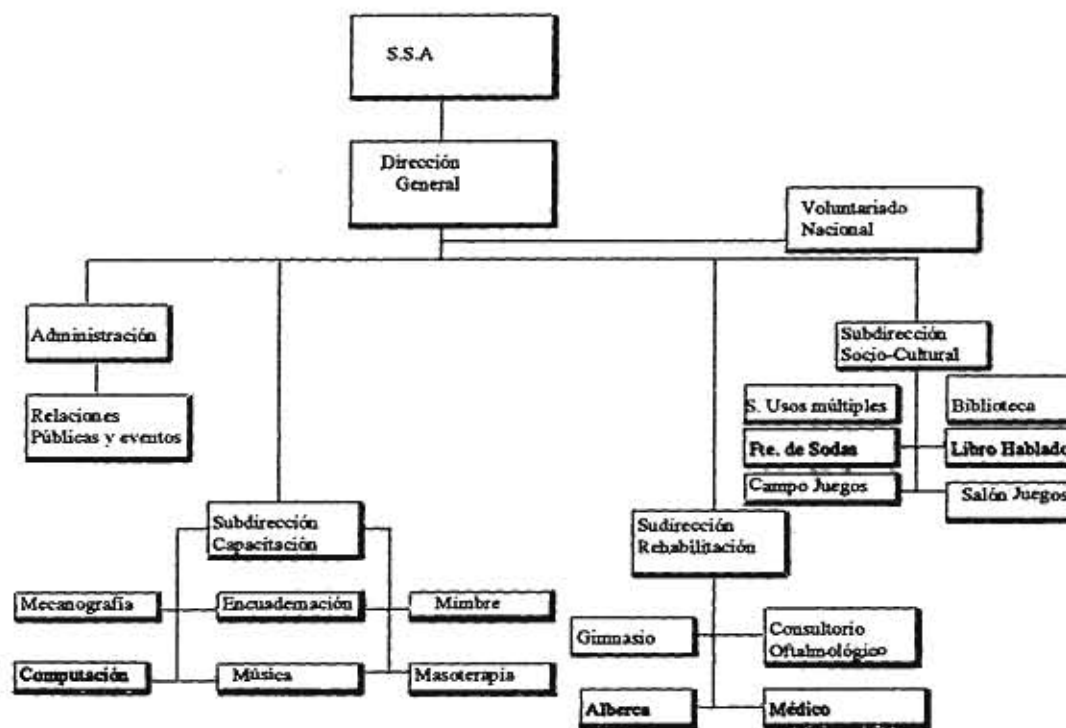 S.S.A
Dirección
General
Voluntariado
Nacional
Administración
Relaciones
Públicas y eventos
Subdirección
Socio-Cultural
S. Usos múltiples
Biblioteca
Fte. de Sodas
Libro Hablado
Campo Juegos
Salón Juegos
Subdirección
Capacitación
Mecanografía
Encuadernación
Mimbre
Computación
Música
Masoterapia
Sudirección
Rehabilitación
Gimnasio
Consultorio
Oftalmológico
Alberca
Médico